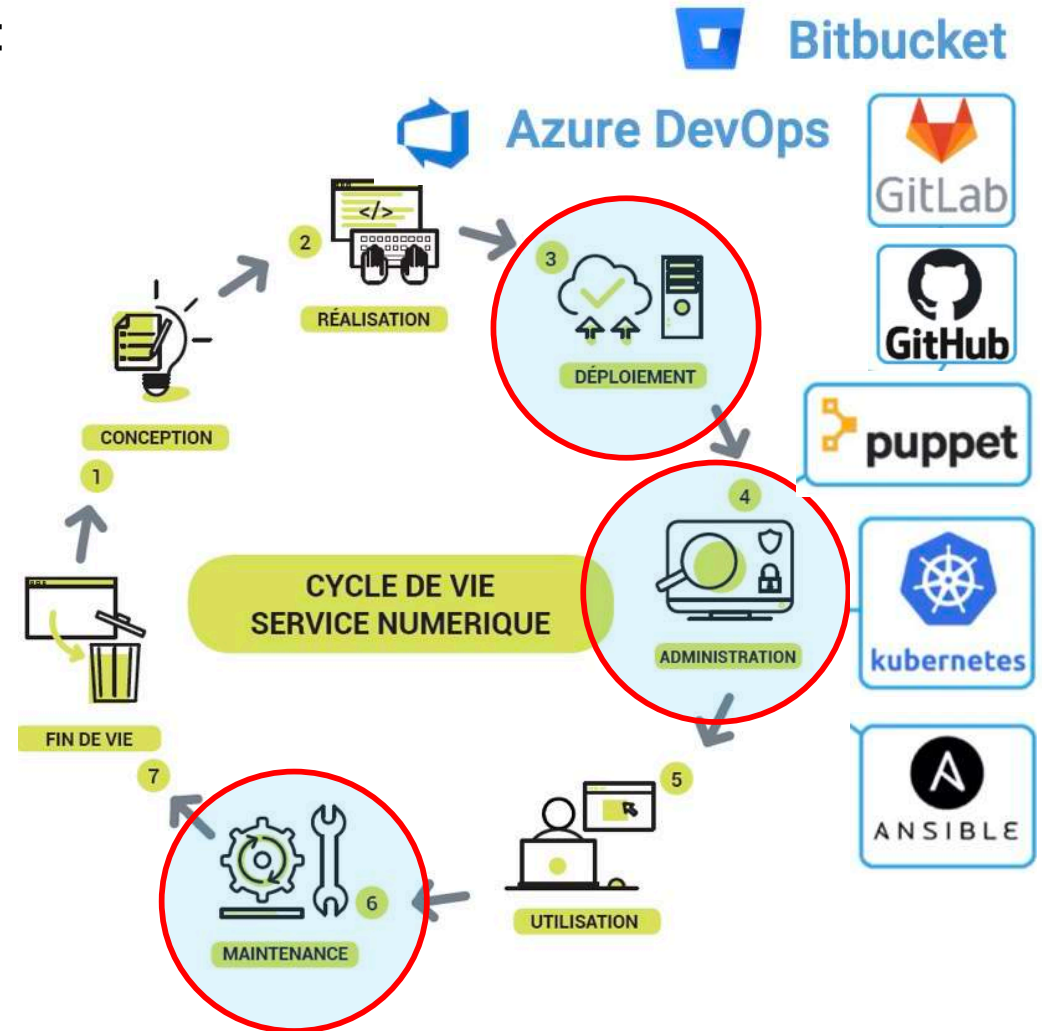 :
Bitbucket
Azure DevOps
GitLab
GitHub
puppet
kubernetes
ANSIBLE
</>
2
RÉALISATION
3
DÉPLOIEMENT
CONCEPTION
1
4
ADMINISTRATION
CYCLE DE VIE
SERVICE NUMERIQUE
FIN DE VIE
7
5
UTILISATION
6
MAINTENANCE